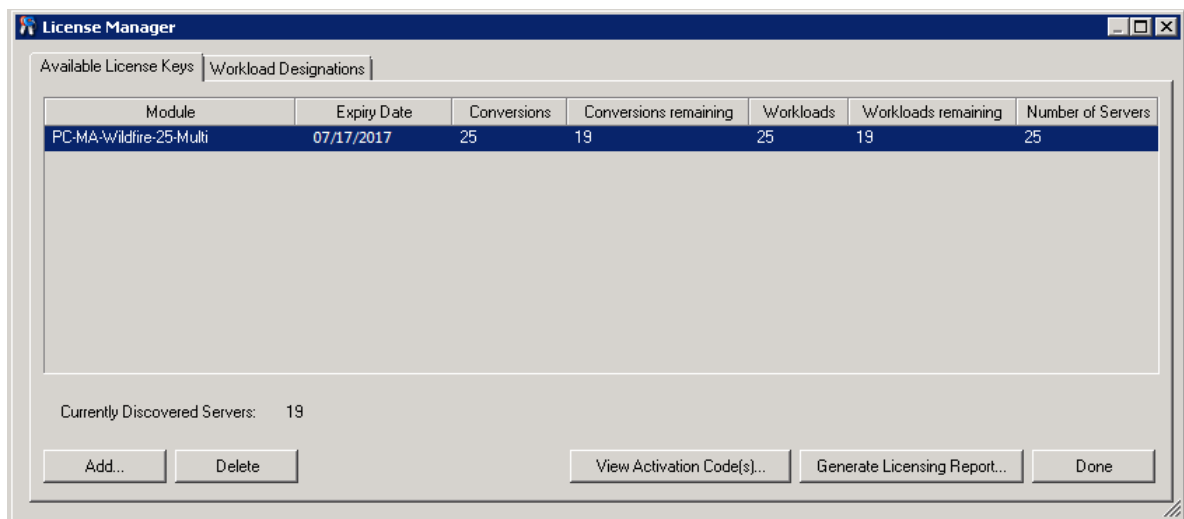 License Manager
Available License Keys Workload Designations
Module Expiry Date Conversions Conversions remaining Workloads Workloads remaining Number of Servers
PC-MA-Wildfire-25-Multi 07/17/2017 25 19 25 19 25
Currently Discovered Servers: 19
Add... Delete View Activation Code(s)... Generate Licensing Report... Done